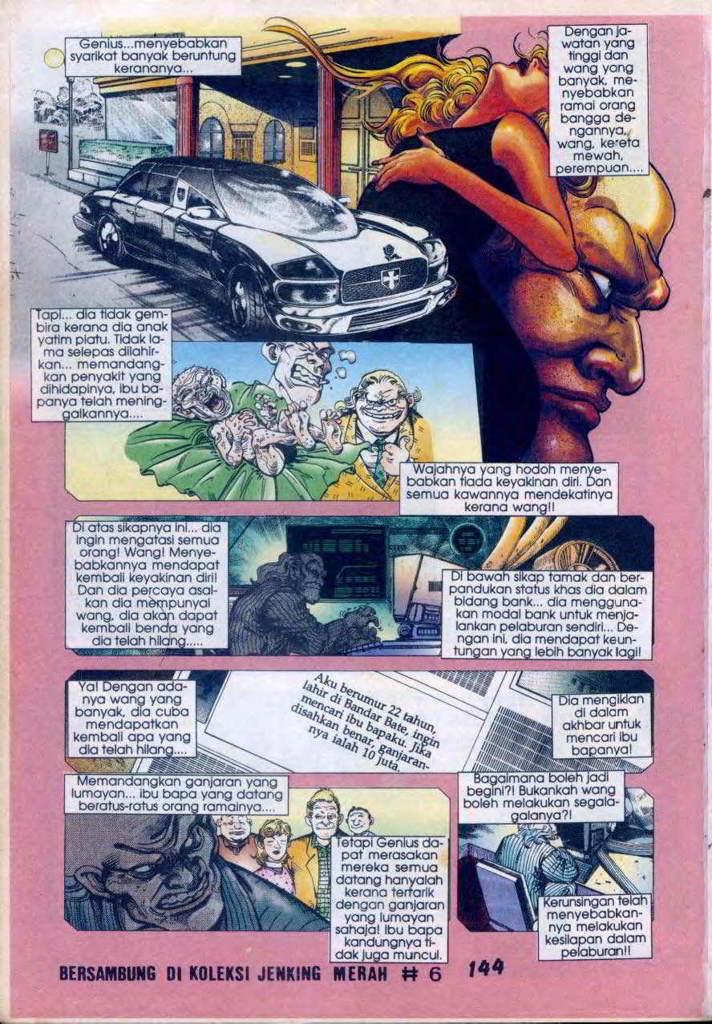 Genius...menyebabkan
syarikat banyak beruntung
kerananya...
Dengan ja-
watan yang
tinggi dan
wang yang
banyak, me-
nyebabkan
ramai orang
bangga de-
ngannya,
wang, kereta
mewah,
perempuan....
Tapi... dia tidak gem-
bira kerana dia anak
yatim piatu. Tidak la-
ma selepas dilahir-
kan... memandang-
kan penyakit yang
dihidapinya, ibu ba-
panya telah mening-
galkannya....
Wajahnya yang hodoh menye-
babkan tiada keyakinan diri. Dan
semua kawannya mendekatinya
kerana wang!!
Di atas sikapnya ini... dia
ingin mengatasi semua
orang! Wang! Menye-
babkannya mendapat
kembali keyakinan diri!
Dan dia percaya asal-
kan dia mempunyai
wang, dia akan dapat
kembali benda yang
dia telah hilang.....
Di bawah sikap tamak dan ber-
pandukan status khas dia dalam
bidang bank... dia mengguna-
kan modal bank untuk menja-
lankan pelaburan sendiri... De-
ngan ini, dia mendapat keun-
tungan yang lebih banyak lagi!
Ya! Dengan ada-
nya wang yang
banyak, dia cuba
mendapatkan
kembali apa yang
dia telah hilang....
Aku berumur 22 tahun,
lahir di Bandar Bate, ingin
mencari ibu bapaku. Jika
disahkan benar, ganjaran-
nya ialah 10 juta.
Dia mengiklan
di dalam
akhbar untuk
mencari ibu
bapanya!
Memandangkan ganjaran yang
lumayan... ibu bapa yang datang
beratus-ratus orang ramainya....
Tetapi Genius da-
pat merasakan
mereka semua
datang hanyalah
kerana tertarik
dengan ganjaran
yang lumayan
sahaja! Ibu bapa
kandungnya ti-
dak juga muncul.
Bagaimana boleh jadi
begini?! Bukankah wang
boleh melakukan segala-
galanya?!
Kerunsingan telah
menyebabkan-
nya melakukan
kesilapan dalam
pelaburan!!
BERSAMBUNG DI KOLEKSI JENKING MERAH # 6
144